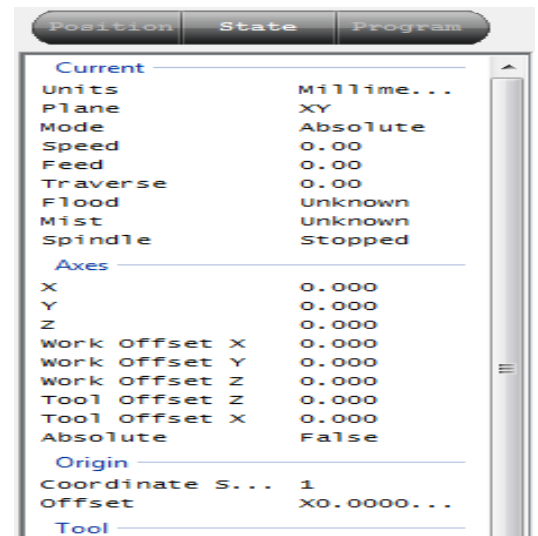 Position State Program
Current
Units Millime...
Plane XY
Mode Absolute
Speed 0.00
Feed 0.00
Traverse 0.00
Flood Unknown
Mist Unknown
Spindle Stopped
Axes
X 0.000
Y 0.000
Z 0.000
Work Offset X 0.000
Work Offset Y 0.000
Work Offset Z 0.000
Tool Offset Z 0.000
Tool Offset X 0.000
Absolute False
Origin
Coordinate S... 1
Offset X0.0000...
Tool